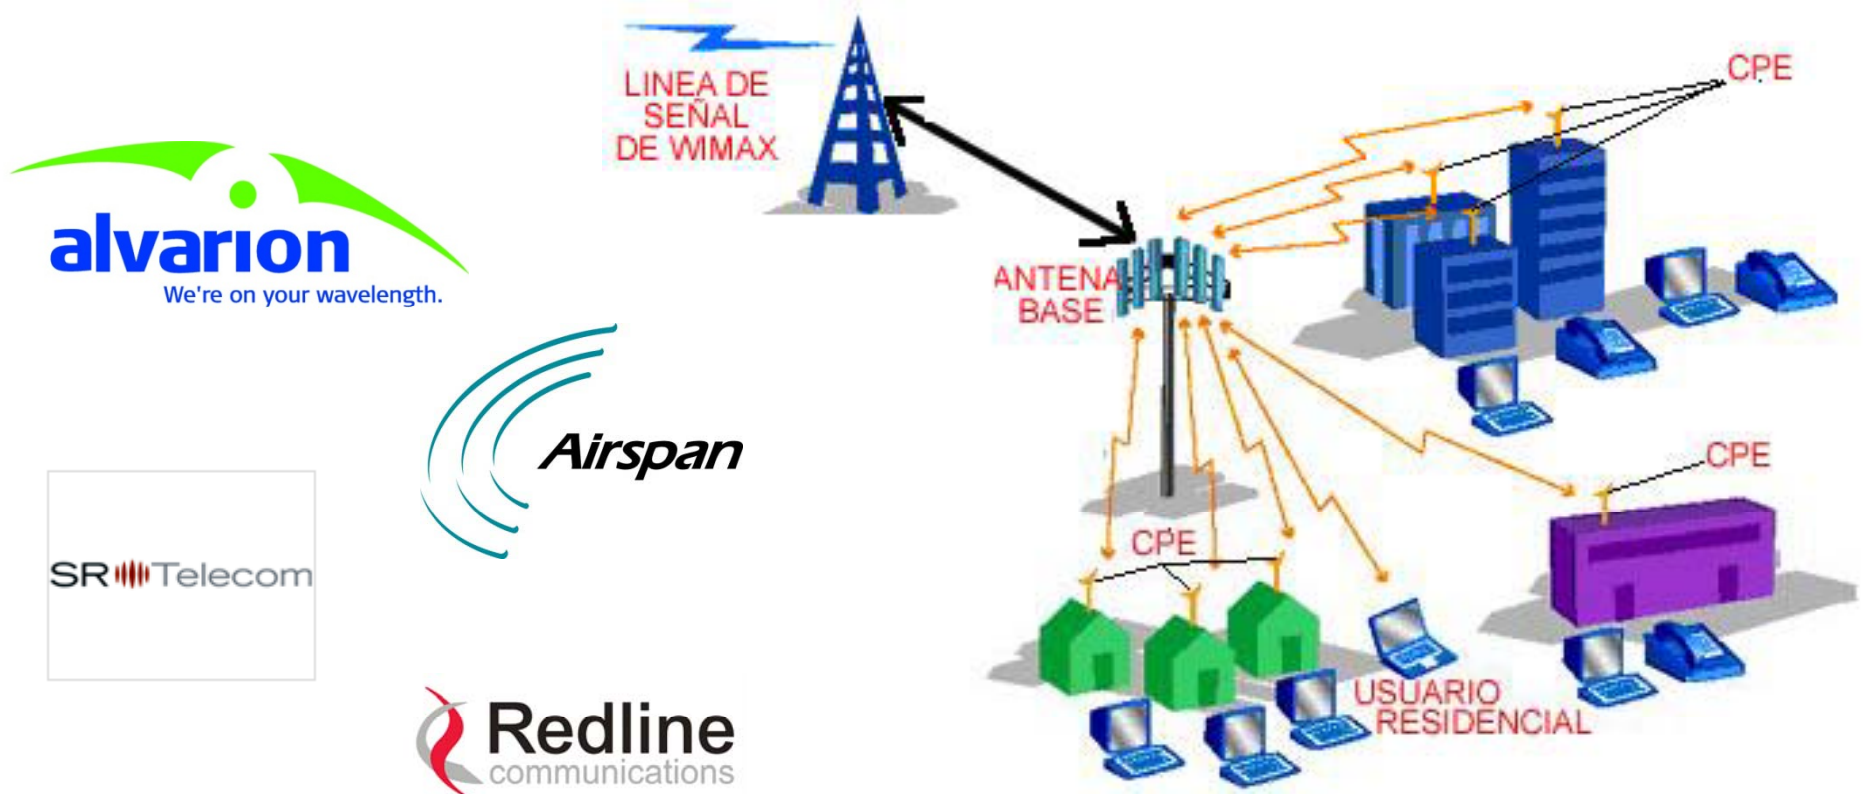 alvarion
We're on your wavelength.
Airspan
SR Telecom
Redline
communications
LINEA DE
SEÑAL
DE WIMAX
CPE
ANTENA
BASE
CPE
CPE
USUARIO
RESIDENCIAL